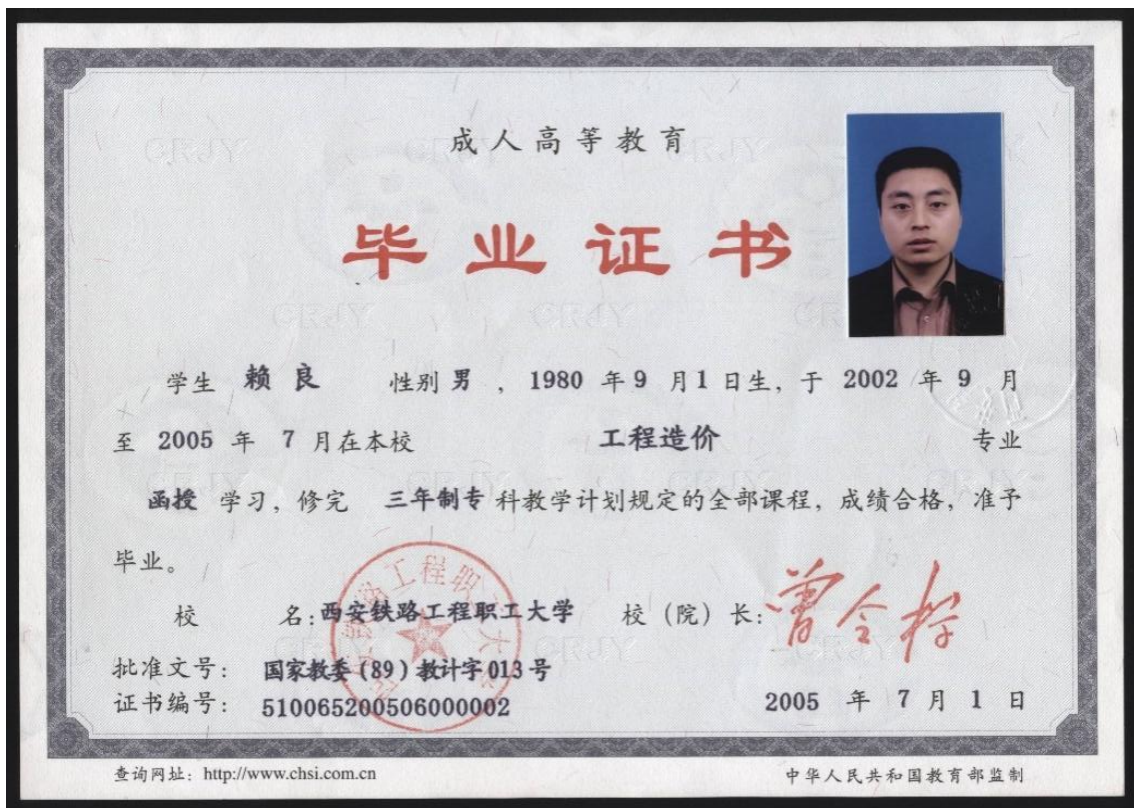 成人高等教育
毕业证书
学生 赖良 性别 男 , 1980 年 9 月 1 日生, 于 2002 年 9 月
至 2005 年 7 月在本校 工程造价 专业
函授 学习, 修完 三年制专 科教学计划规定的全部课程, 成绩合格, 准予
毕业。
校 名: 西安铁路工程职工大学 校(院)长:
批准文号: 国家教委(89)教计字013号
证书编号: 510065200506000002
2005 年 7 月 1 日
查询网址: http://www.chsi.com.cn
中华人民共和国教育部监制